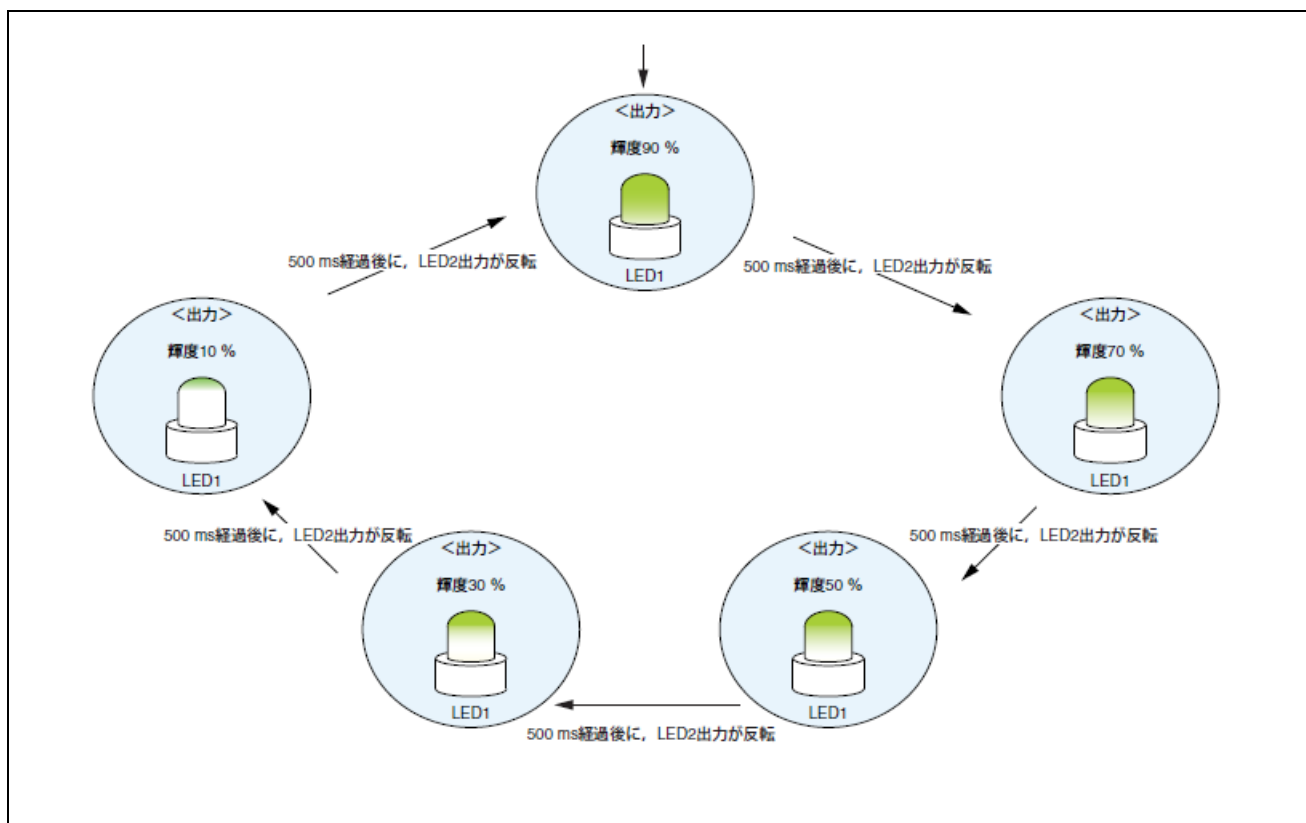 <出力>
輝度90 %
LED1
500 ms経過後に,LED2出力が反転
500 ms経過後に,LED2出力が反転
<出力>
輝度10 %
LED1
<出力>
輝度70 %
LED1
500 ms経過後に,LED2出力が反転
500 ms経過後に,LED2出力が反転
<出力>
輝度30 %
LED1
<出力>
輝度50 %
LED1
500 ms経過後に,LED2出力が反転